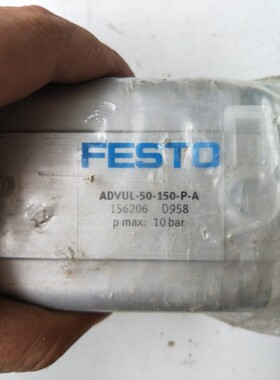 FESTO
ADVUL-50-150-P-A
156206 D958
p max: 10 bar